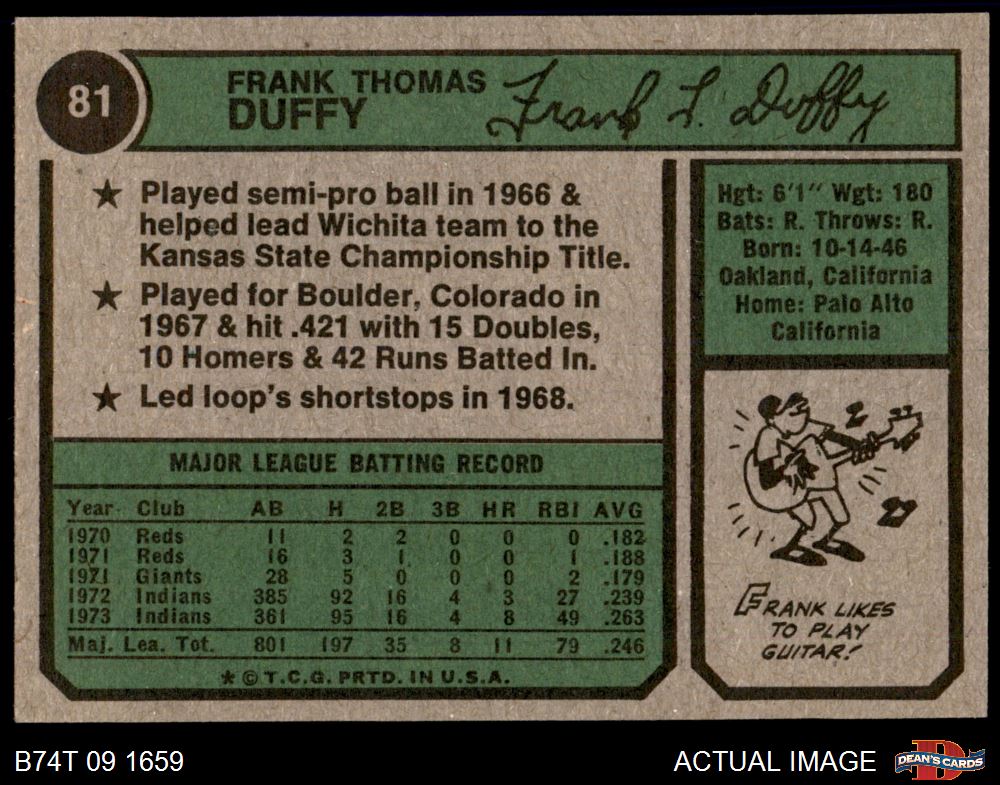 81
FRANK THOMAS
DUFFY
Frank T. Duffy
★ Played semi-pro ball in 1966 &
helped lead Wichita team to the
Kansas State Championship Title.
★ Played for Boulder, Colorado in
1967 & hit .421 with 15 Doubles,
10 Homers & 42 Runs Batted In.
★ Led loop's shortstops in 1968.
Hgt: 6'1" Wgt: 180
Bats: R. Throws: R.
Born: 10-14-46
Oakland, California
Home: Palo Alto
California
MAJOR LEAGUE BATTING RECORD
Year Club AB H 2B 3B HR RBI AVG
1970 Reds 11 2 2 0 0 0 .182
1971 Reds 16 3 1 0 0 1 .188
1971 Giants 28 5 0 0 0 2 .179
1972 Indians 385 92 16 4 3 27 .239
1973 Indians 361 95 16 4 8 49 .263
Maj. Lea. Tot. 801 197 35 8 11 79 .246
★ © T.C.G. PRTD. IN U.S.A.
FRANK LIKES
TO PLAY
GUITAR!
B74T 09 1659
ACTUAL IMAGE
DEAN'S CARDS